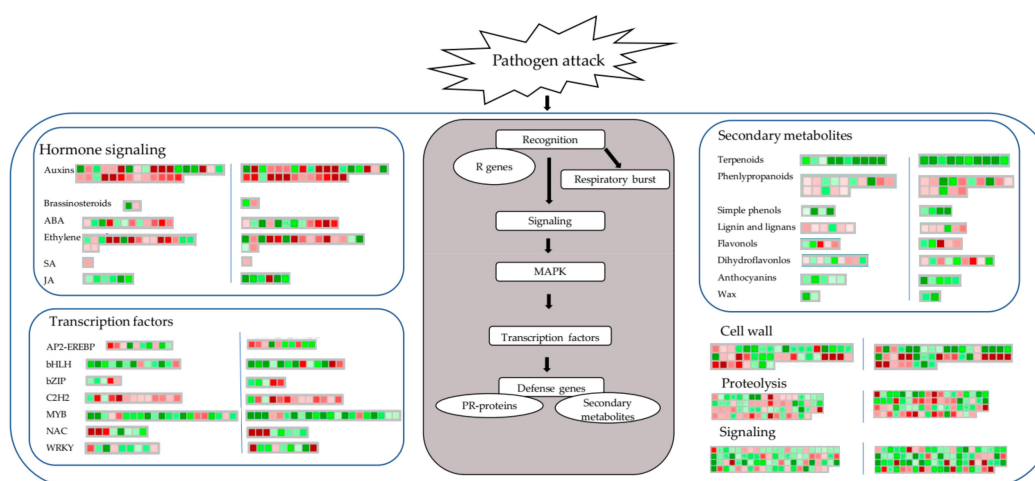 Pathogen attack
Hormone signaling
Auxins
Brassinosteroids
ABA
Ethylene
SA
JA
Transcription factors
AP2-EREBP
bHLH
bZIP
C2H2
MYB
NAC
WRKY
Recognition
R genes
Respiratory burst
Signaling
MAPK
Transcription factors
Defense genes
PR-proteins
Secondary
metabolites
Secondary metabolites
Terpenoids
Phenlypropanoids
Simple phenols
Lignin and lignans
Flavonols
Dihydroflavonlos
Anthocyanins
Wax
Cell wall
Proteolysis
Signaling